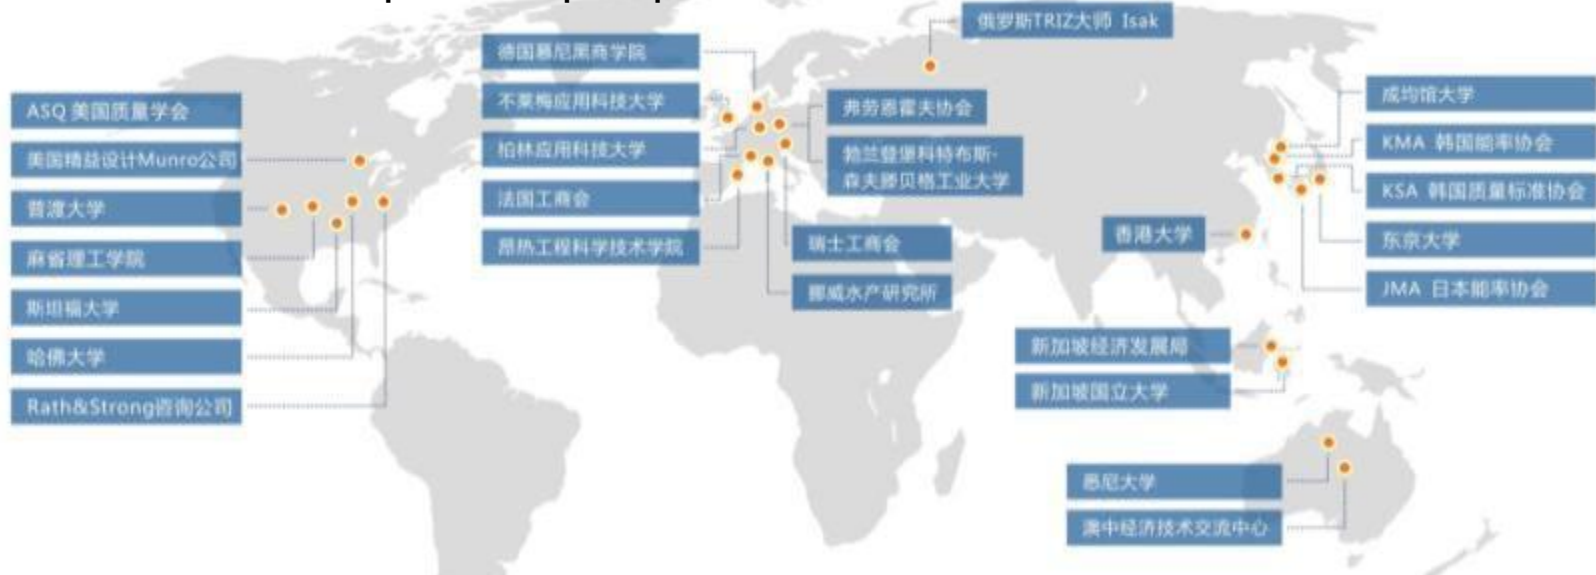 俄罗斯TRIZ大师 Isak
德国慕尼黑商学院
不莱梅应用科技大学
柏林应用科技大学
法国工商会
昂热工程科学技术学院
弗劳恩霍夫协会
勃兰登堡科特布斯-
森夫滕贝格工业大学
瑞士工商会
挪威水产研究所
ASQ 美国质量学会
美国精益设计Munro公司
普渡大学
麻省理工学院
斯坦福大学
哈佛大学
Rath&Strong咨询公司
成均馆大学
KMA 韩国能率协会
KSA 韩国质量标准协会
东京大学
JMA 日本能率协会
香港大学
新加坡经济发展局
新加坡国立大学
悉尼大学
澳中经济技术交流中心